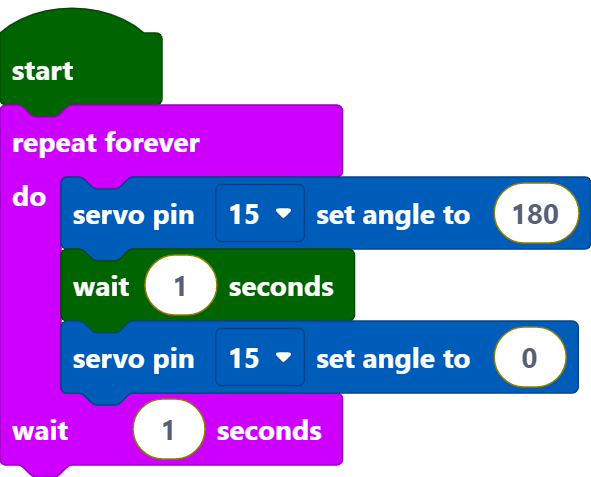 start
repeat forever
do
servo pin 15 set angle to 180
wait 1 seconds
servo pin 15 set angle to 0
wait 1 seconds